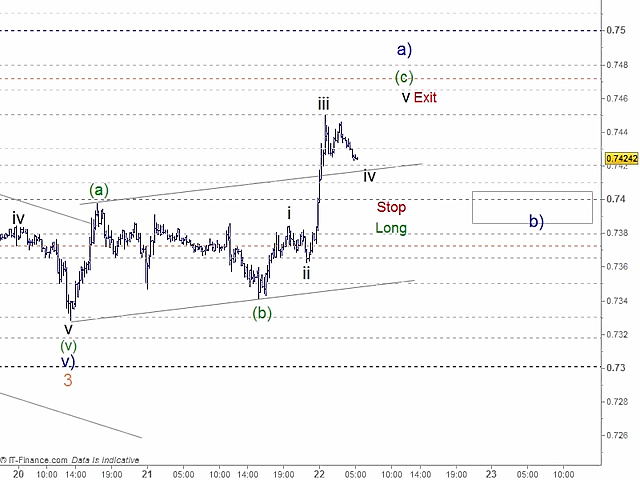 0.75
a)
0.748
(c)
v Exit
0.746
iii
0.744
0.74242
0.742
iv
(a)
0.74
Stop
iv
i
b)
Long
0.738
ii
0.736
0.734
(b)
v
0.732
(v)
v)
0.73
3
0.728
0.726
© IT-Finance.com Data is indicative
20 10:00 14:00 19:00 21 05:00 10:00 14:00 19:00 22 05:00 10:00 14:00 19:00 23 05:00 10:00